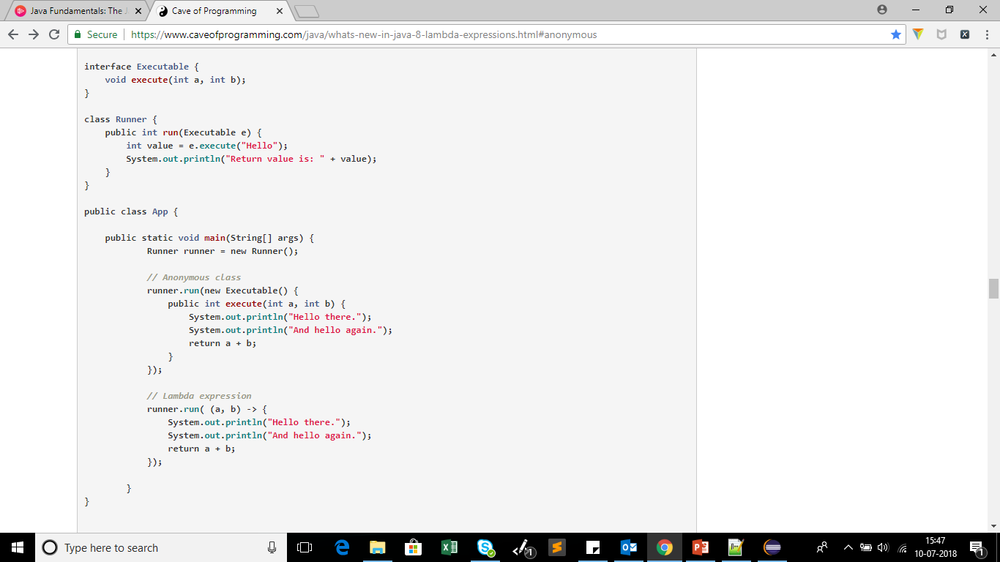 Java Fundamentals: The J
Cave of Programming
Secure
https://www.caveofprogramming.com/java/whats-new-in-java-8-lambda-expressions.html#anonymous
interface Executable {
    void execute(int a, int b);
}
class Runner {
    public int run(Executable e) {
        int value = e.execute("Hello");
        System.out.println("Return value is: " + value);
    }
}
public class App {
    public static void main(String[] args) {
            Runner runner = new Runner();
            // Anonymous class
            runner.run(new Executable() {
                public int execute(int a, int b) {
                    System.out.println("Hello there.");
                    System.out.println("And hello again.");
                    return a + b;
                }
            });
            // Lambda expression
            runner.run( (a, b) -> {
                System.out.println("Hello there.");
                System.out.println("And hello again.");
                return a + b;
            });
        }
}
Type here to search
15:47
10-07-2018
1
1